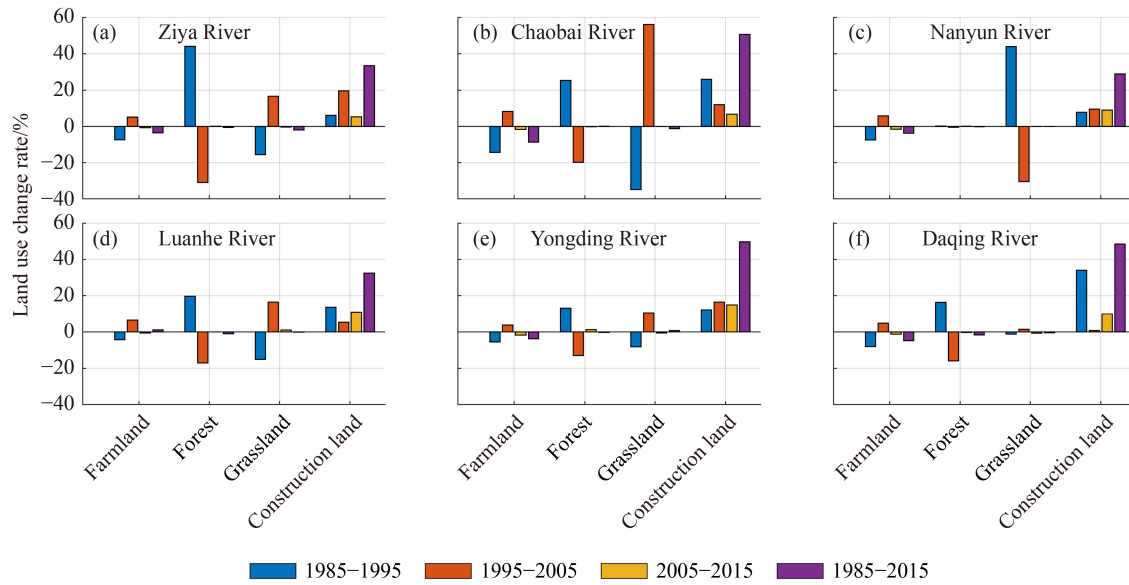 Land use change rate/%
60
40
20
0
−20
−40
(a) Ziya River
(b) Chaobai River
(c) Nanyun River
60
40
20
0
−20
−40
(d) Luanhe River
(e) Yongding River
(f) Daqing River
Farmland
Forest
Grassland
Construction land
Farmland
Forest
Grassland
Construction land
Farmland
Forest
Grassland
Construction land
1985−1995 1995−2005 2005−2015 1985−2015